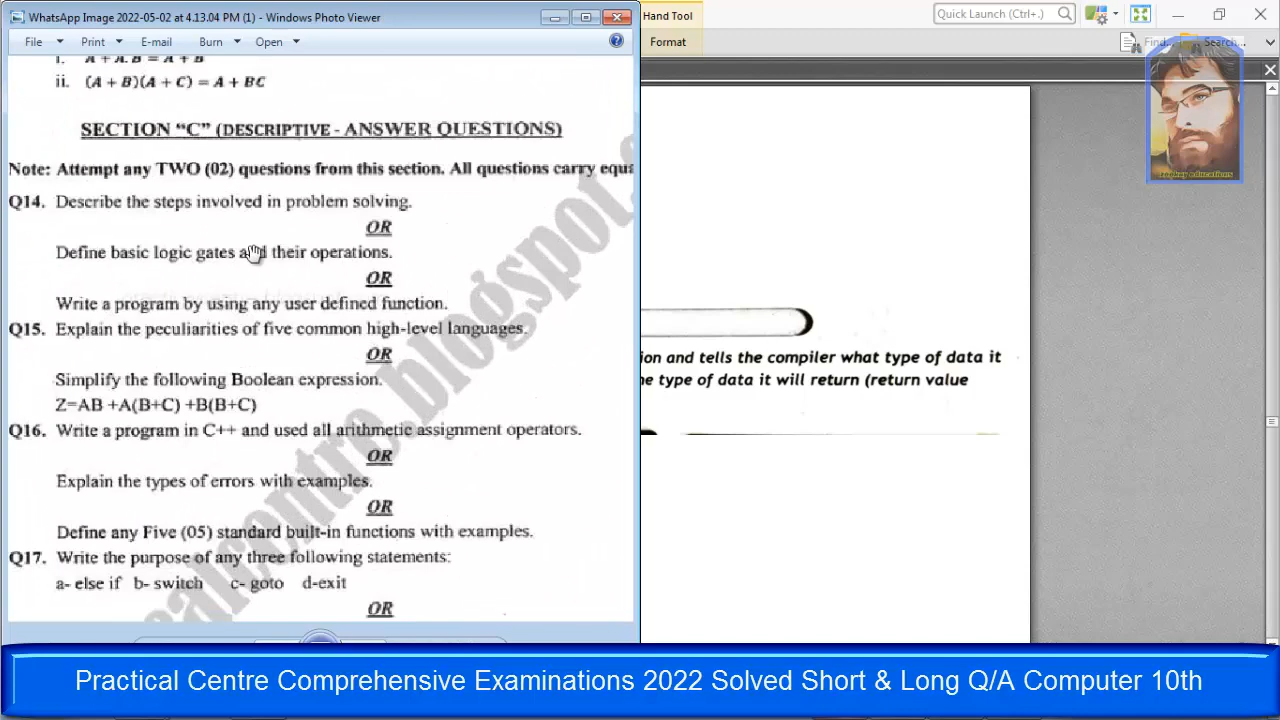 WhatsApp Image 2022-05-02 at 4.13.04 PM (1) - Windows Photo Viewer
File Print E-mail Burn Open
ii. (A + B)(A + C) = A + BC
SECTION "C" (DESCRIPTIVE - ANSWER QUESTIONS)
Note: Attempt any TWO (02) questions from this section. All questions carry equa
Q14. Describe the steps involved in problem solving.
OR
Define basic logic gates and their operations.
OR
Write a program by using any user defined function.
Q15. Explain the peculiarities of five common high-level languages.
OR
Simplify the following Boolean expression.
Z=AB +A(B+C) +B(B+C)
Q16. Write a program in C++ and used all arithmetic assignment operators.
OR
Explain the types of errors with examples.
OR
Define any Five (05) standard built-in functions with examples.
Q17. Write the purpose of any three following statements:
a- else if b- switch c- goto d-exit
OR
alcentre.blogspot.
Hand Tool
Quick Launch (Ctrl+.)
Format
Find...
Search...
ion and tells the compiler what type of data it
e type of data it will return (return value
Practical Centre Comprehensive Examinations 2022 Solved Short & Long Q/A Computer 10th